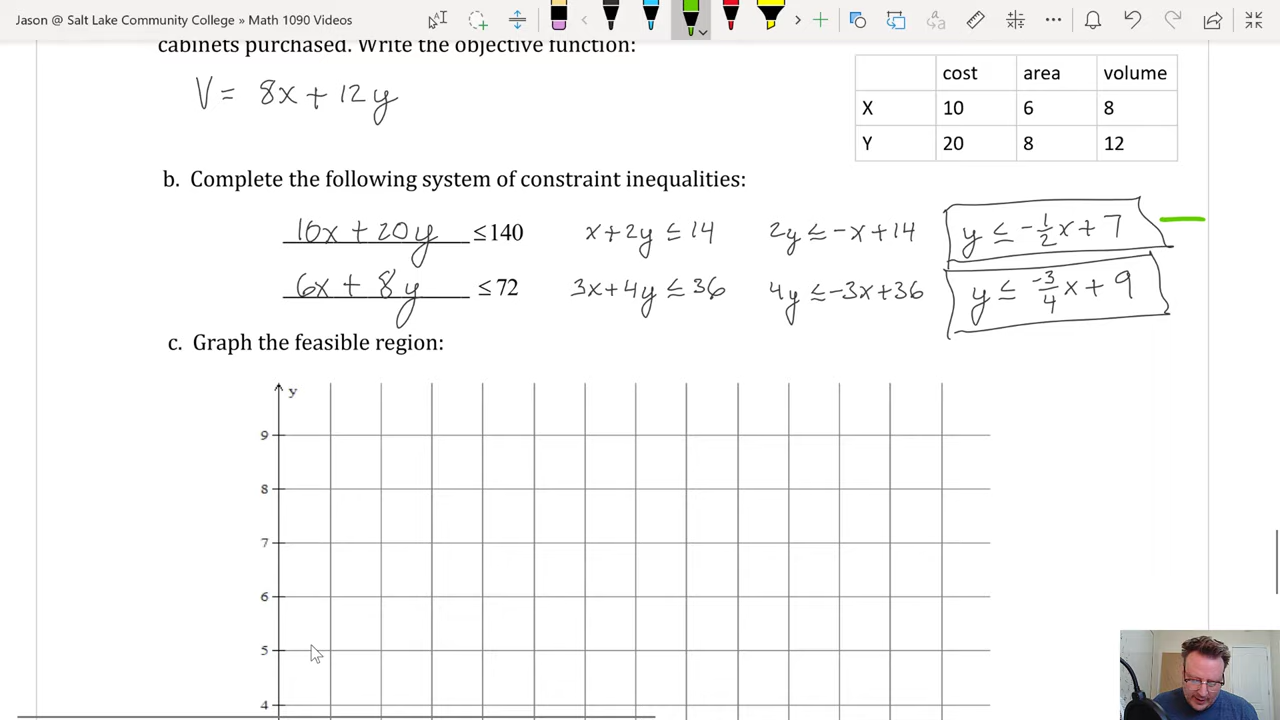 Jason @ Salt Lake Community College » Math 1090 Videos
cabinets purchased. Write the objective function:
V = 8x + 12y
cost area volume
X 10 6 8
Y 20 8 12
b. Complete the following system of constraint inequalities:
10x + 20y ≤140 x + 2y ≤ 14 2y ≤ -x + 14 y ≤ -1/2 x + 7
6x + 8y ≤ 72 3x + 4y ≤ 36 4y ≤ -3x + 36 y ≤ -3/4 x + 9
c. Graph the feasible region:
y
9
8
7
6
5
4